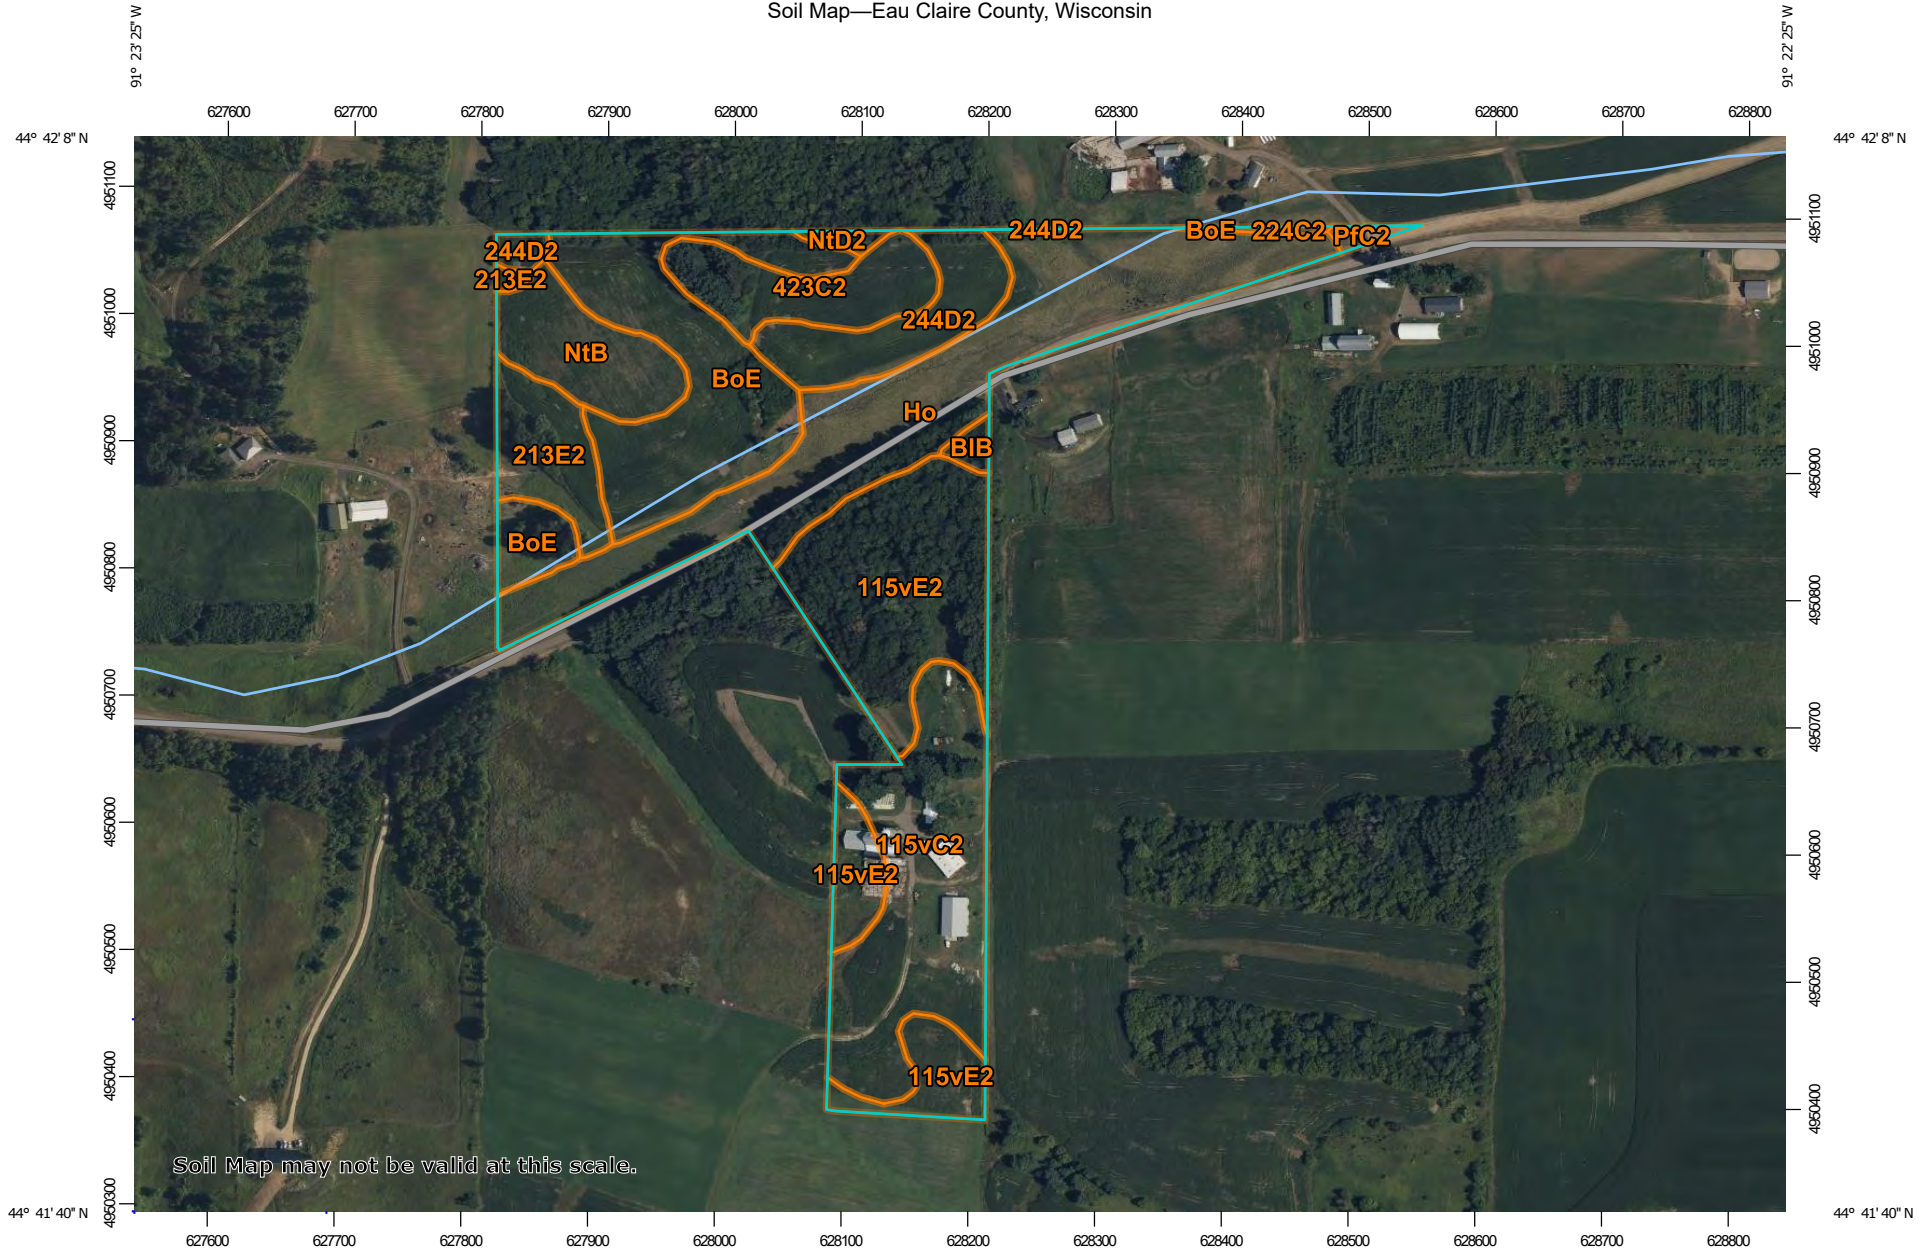 Soil Map—Eau Claire County, Wisconsin
91° 23' 25" W
91° 22' 25" W
627600 627700 627800 627900 628000 628100 628200 628300 628400 628500 628600 628700 628800
44° 42' 8" N
44° 42' 8" N
4951100
4951100
244D2
BoE
224C2
PfC2
NtD2
244D2
213E2
423C2
4951000
244D2
4951000
NtB
BoE
Ho
4950900
BIB
213E2
4950900
BoE
4950800
115vE2
4950800
4950700
4950700
4950600
115vC2
4950600
115vE2
4950500
4950500
4950400
115vE2
4950400
Soil Map may not be valid at this scale.
4950300
44° 41' 40" N
44° 41' 40" N
627600 627700 627800 627900 628000 628100 628200 628300 628400 628500 628600 628700 628800